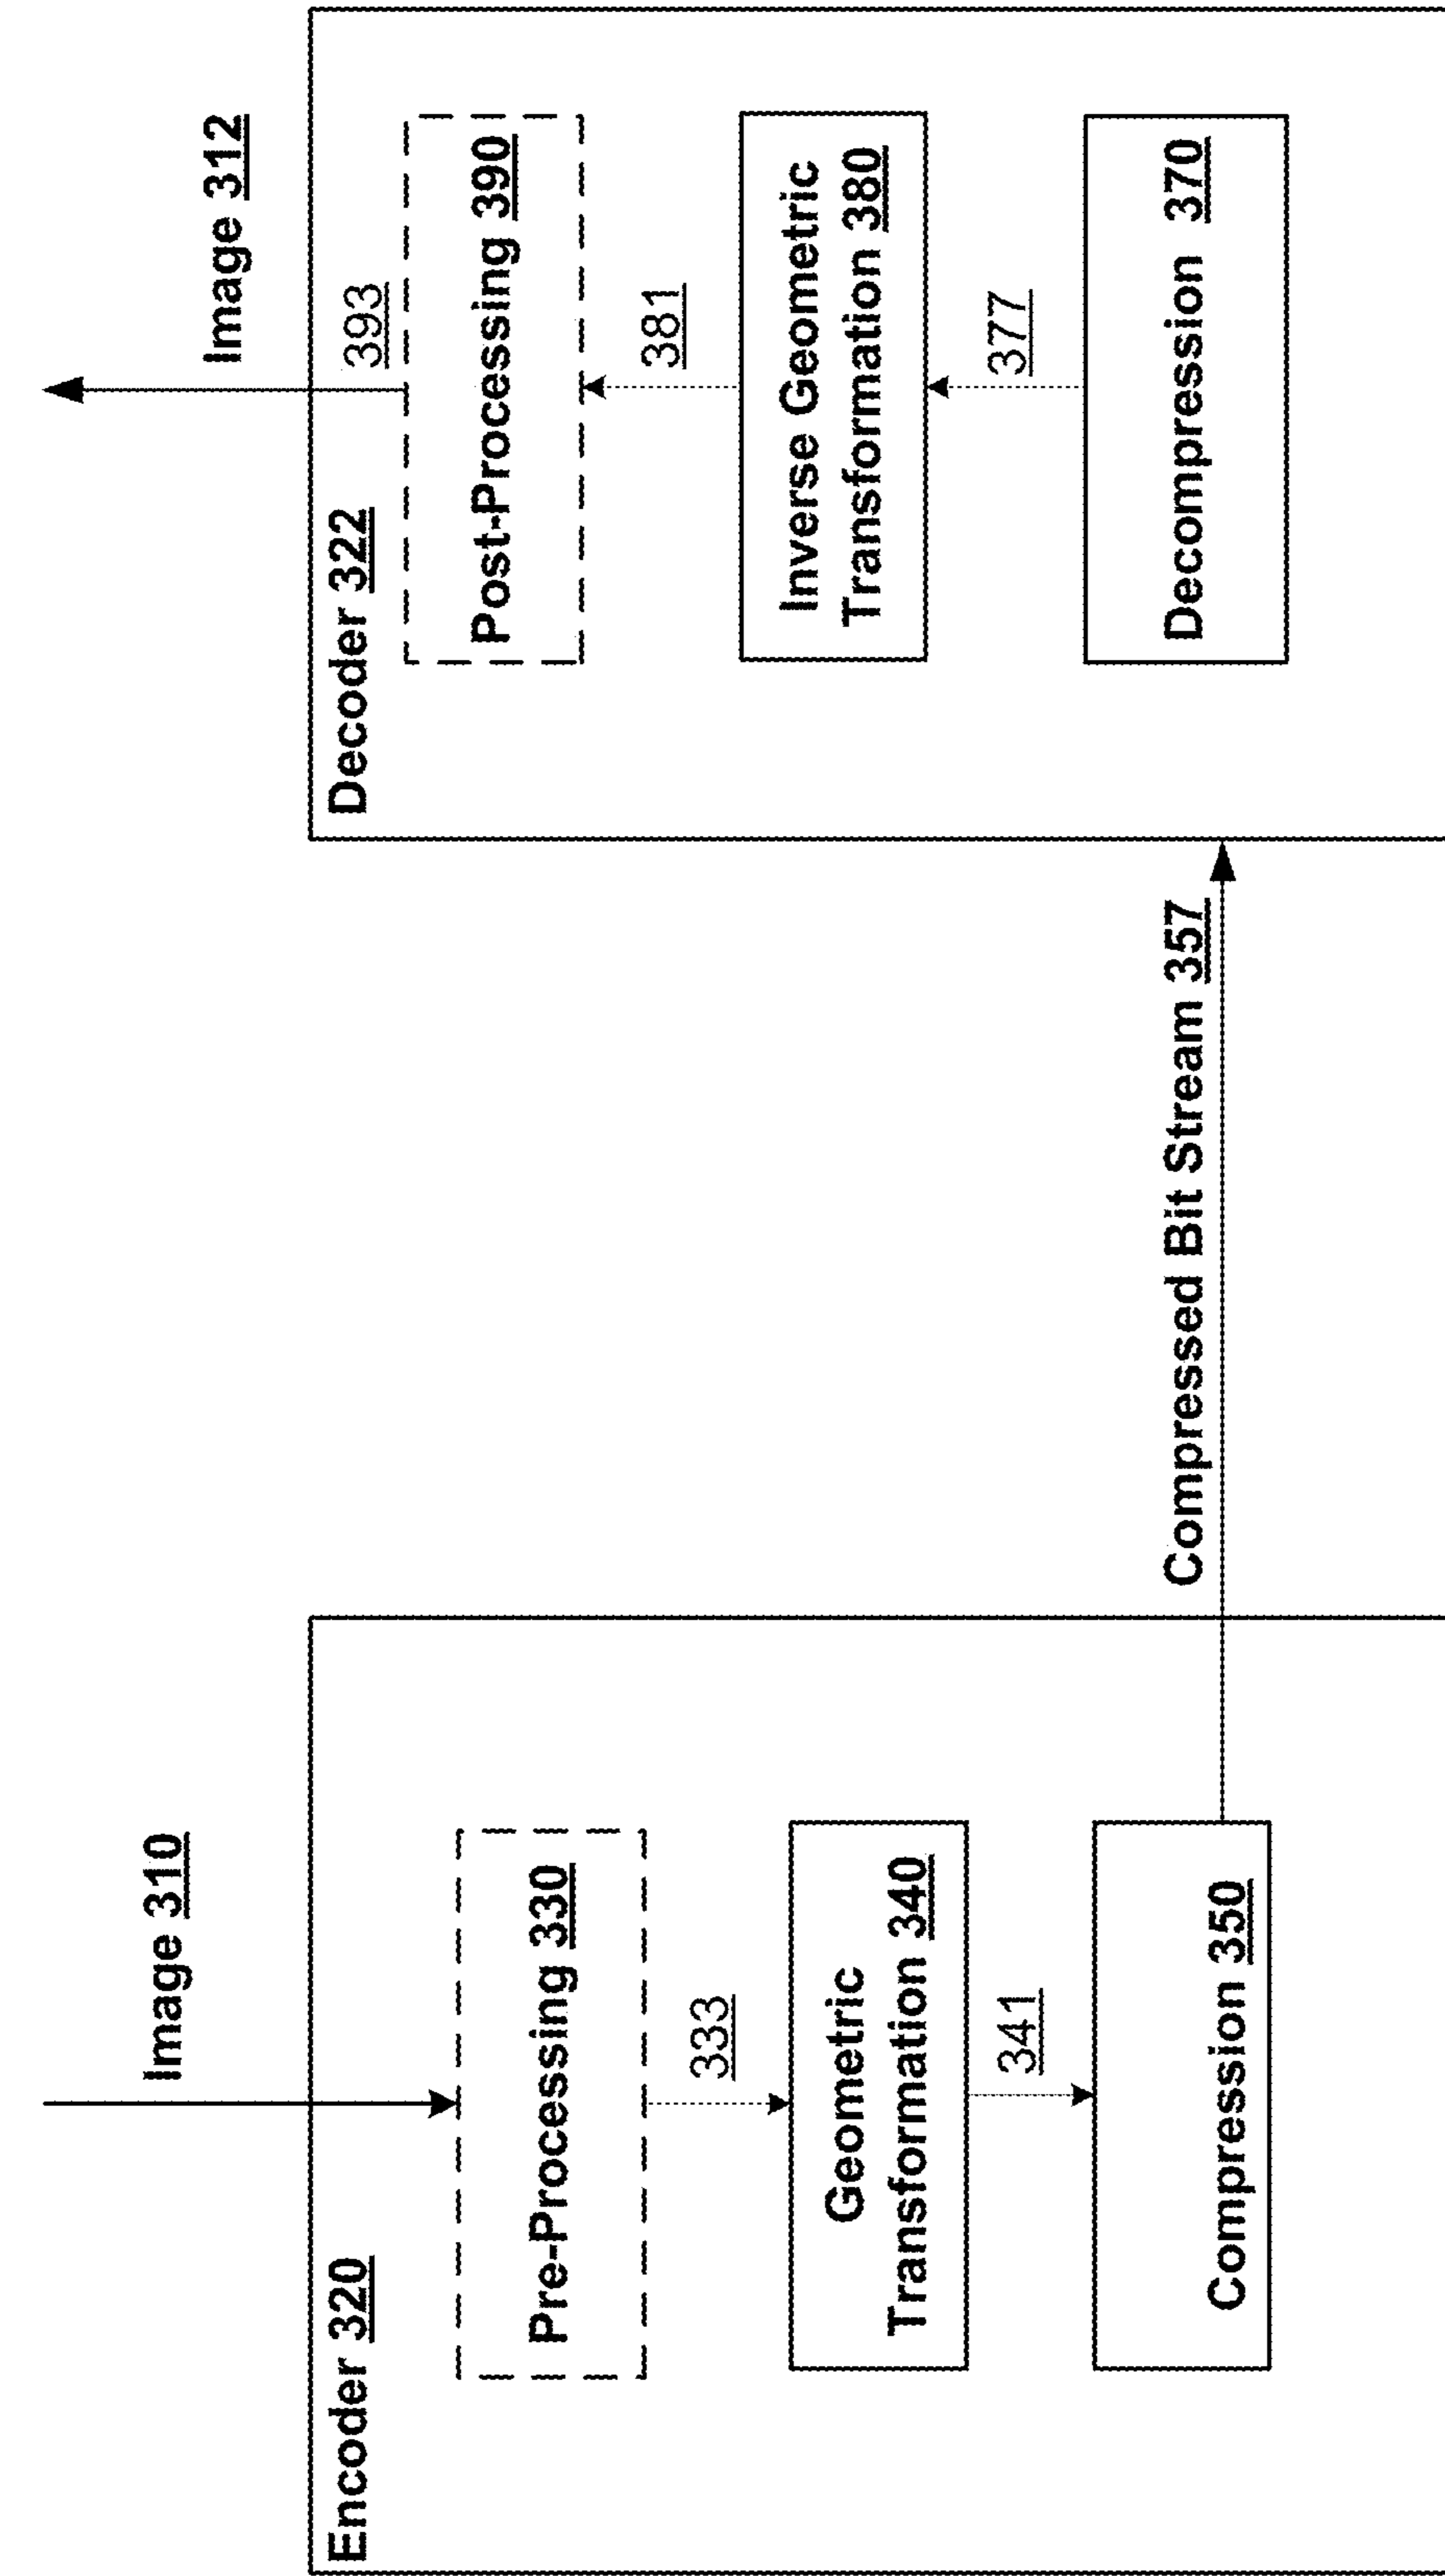 Image 310
Encoder 320
Pre-Processing 330
333
Geometric
Transformation 340
341
Compression 350
Compressed Bit Stream 357
Image 312
Decoder 322
393
Post-Processing 390
381
Inverse Geometric
Transformation 380
377
Decompression 370